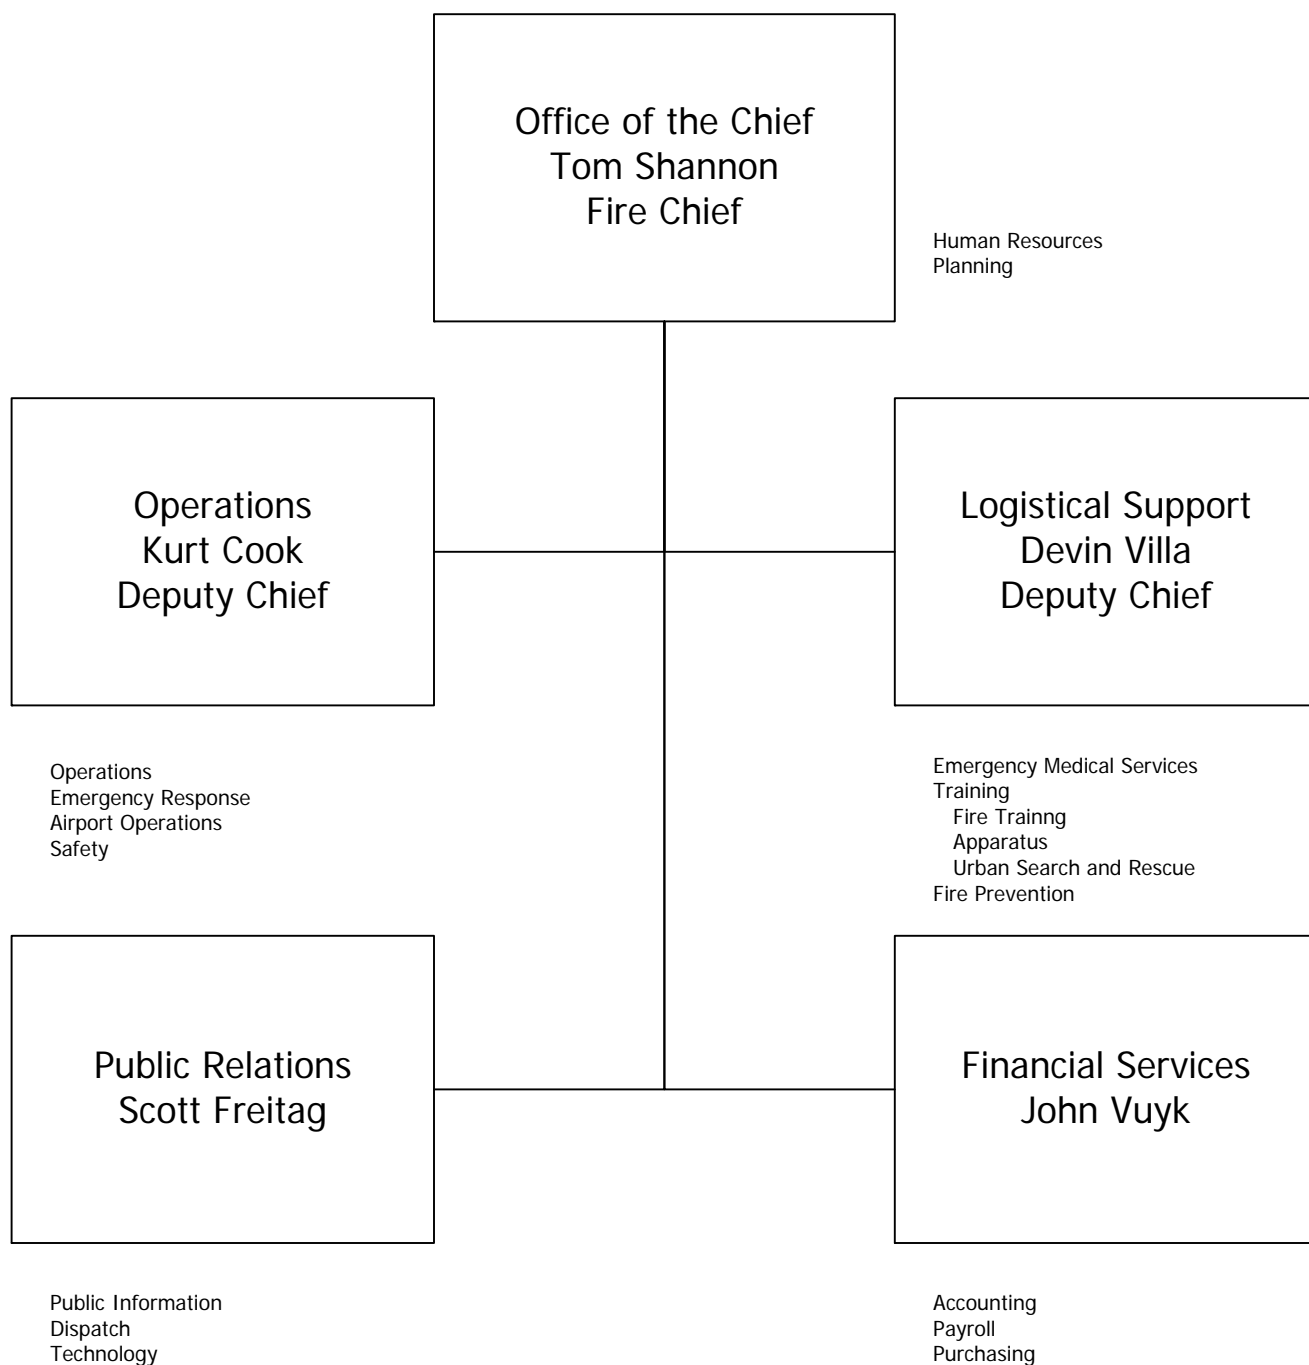 Office of the Chief
Tom Shannon
Fire Chief
Human Resources
Planning
Operations
Kurt Cook
Deputy Chief
Logistical Support
Devin Villa
Deputy Chief
Operations
Emergency Response
Airport Operations
Safety
Emergency Medical Services
Training
Fire Trainng
Apparatus
Urban Search and Rescue
Fire Prevention
Public Relations
Scott Freitag
Financial Services
John Vuyk
Public Information
Dispatch
Technology
Accounting
Payroll
Purchasing